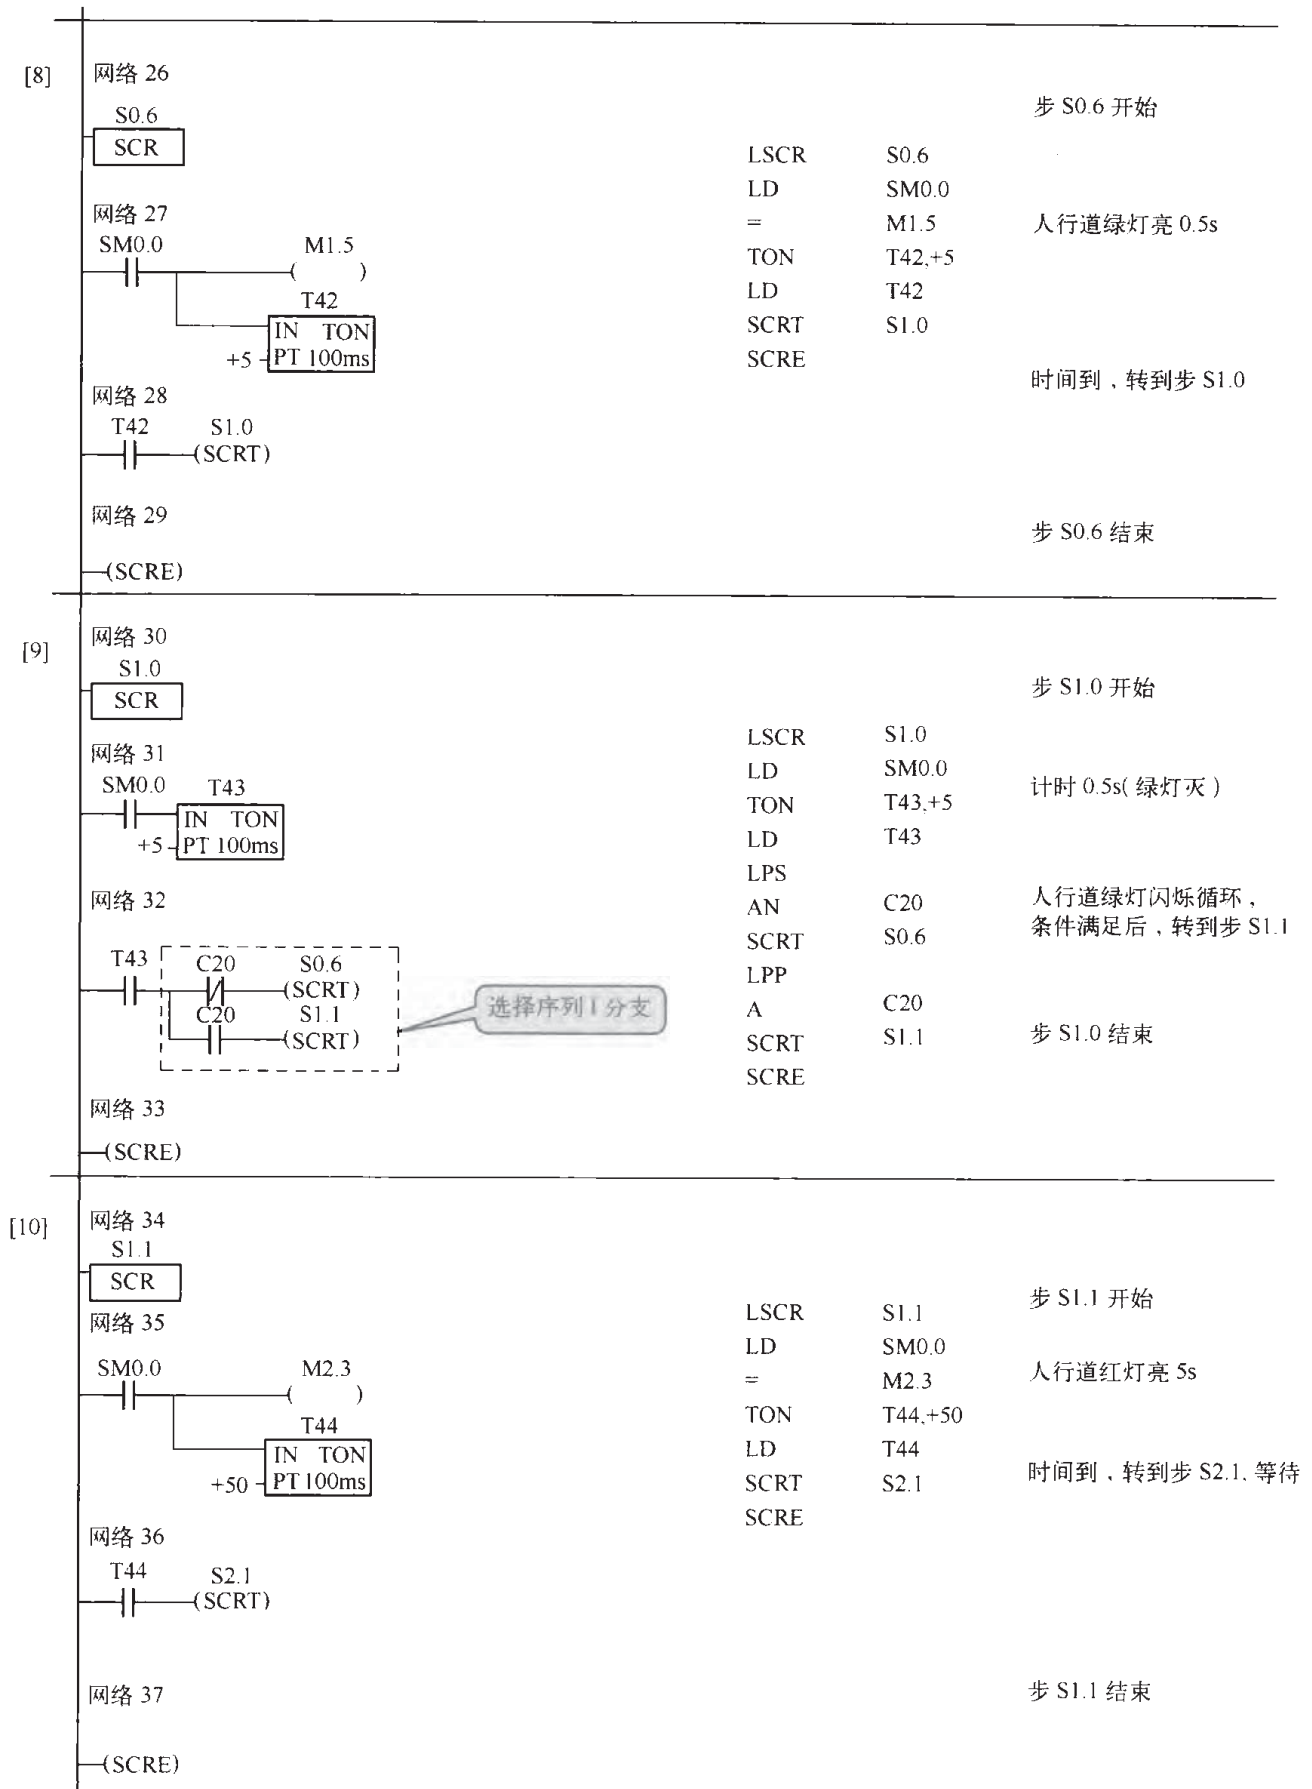 [8]
网络 26
S0.6
SCR
网络 27
SM0.0
M1.5
( )
T42
IN TON
+5 PT 100ms
网络 28
T42 S1.0
(SCRT)
网络 29
(SCRE)
LSCR S0.6
LD SM0.0
= M1.5
TON T42,+5
LD T42
SCRT S1.0
SCRE
步 S0.6 开始
人行道绿灯亮 0.5s
时间到，转到步 S1.0
步 S0.6 结束
[9]
网络 30
S1.0
SCR
网络 31
SM0.0 T43
IN TON
+5 PT 100ms
网络 32
T43
C20 S0.6
(SCRT)
C20 S1.1
(SCRT)
选择序列1分支
网络 33
(SCRE)
LSCR S1.0
LD SM0.0
TON T43,+5
LD T43
LPS
AN C20
SCRT S0.6
LPP
A C20
SCRT S1.1
SCRE
步 S1.0 开始
计时 0.5s(绿灯灭)
人行道绿灯闪烁循环，
条件满足后，转到步 S1.1
步 S1.0 结束
[10]
网络 34
S1.1
SCR
网络 35
SM0.0
M2.3
( )
T44
IN TON
+50 PT 100ms
网络 36
T44 S2.1
(SCRT)
网络 37
(SCRE)
LSCR S1.1
LD SM0.0
= M2.3
TON T44,+50
LD T44
SCRT S2.1
SCRE
步 S1.1 开始
人行道红灯亮 5s
时间到，转到步 S2.1, 等待
步 S1.1 结束